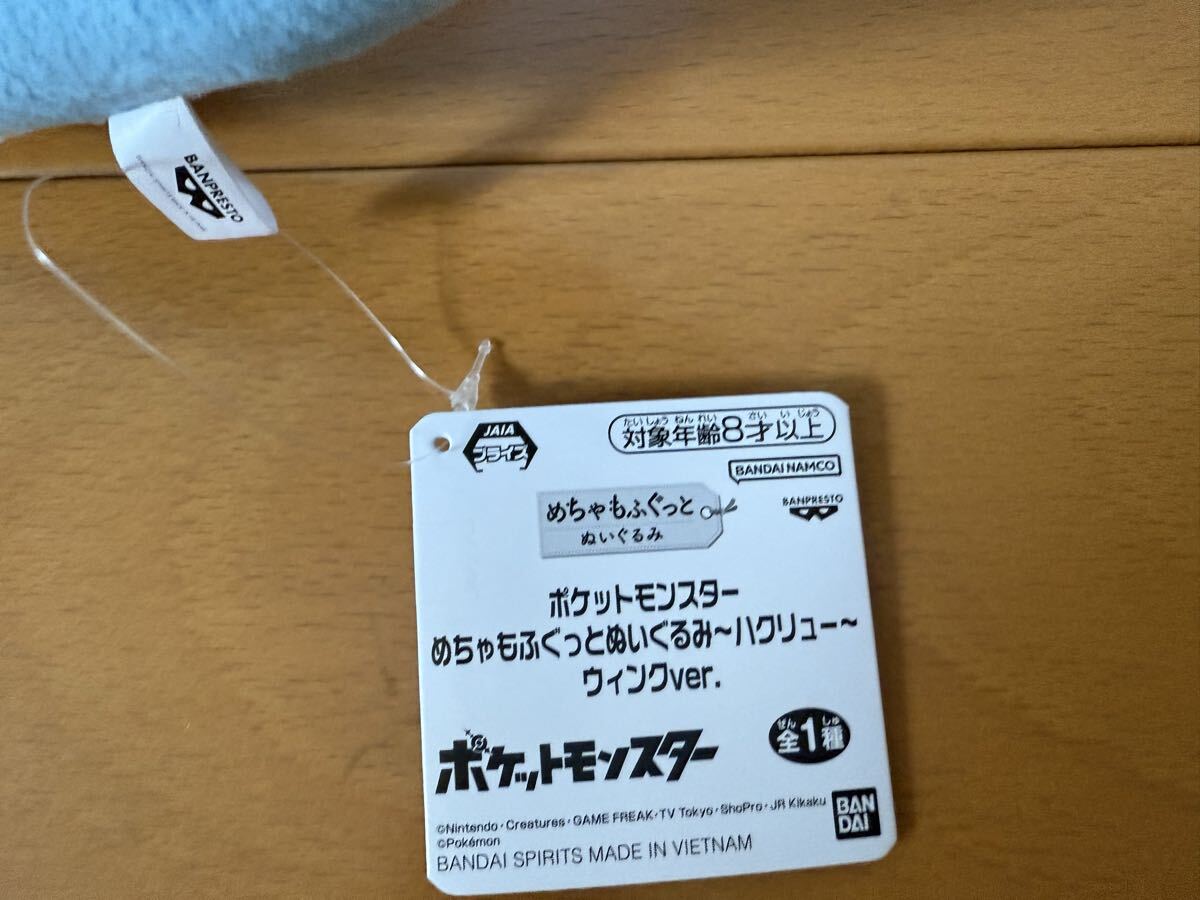 BANPRESTO
JAIA
プライズ
たいしょうねんれい さいいじょう
対象年齢8才以上
BANDAI NAMCO
BANPRESTO
めちゃもふぐっと
ぬいぐるみ
ポケットモンスター
めちゃもふぐっとぬいぐるみ～ハクリュー～
ウィンクver.
ぜん しゅ
全1種
ポケットモンスター
©Nintendo・Creatures・GAME FREAK・TV Tokyo・ShoPro・JR Kikaku
©Pokémon
BANDAI SPIRITS MADE IN VIETNAM
BAN
DAI